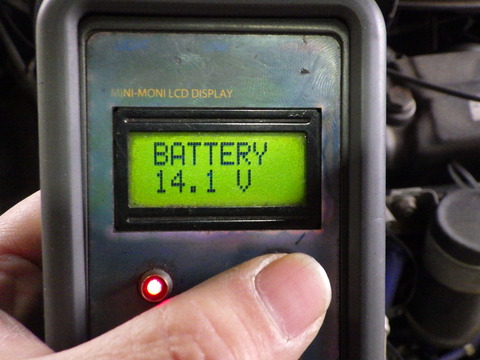 MINI-MONI LCD DISPLAY
BATTERY
14.1 V